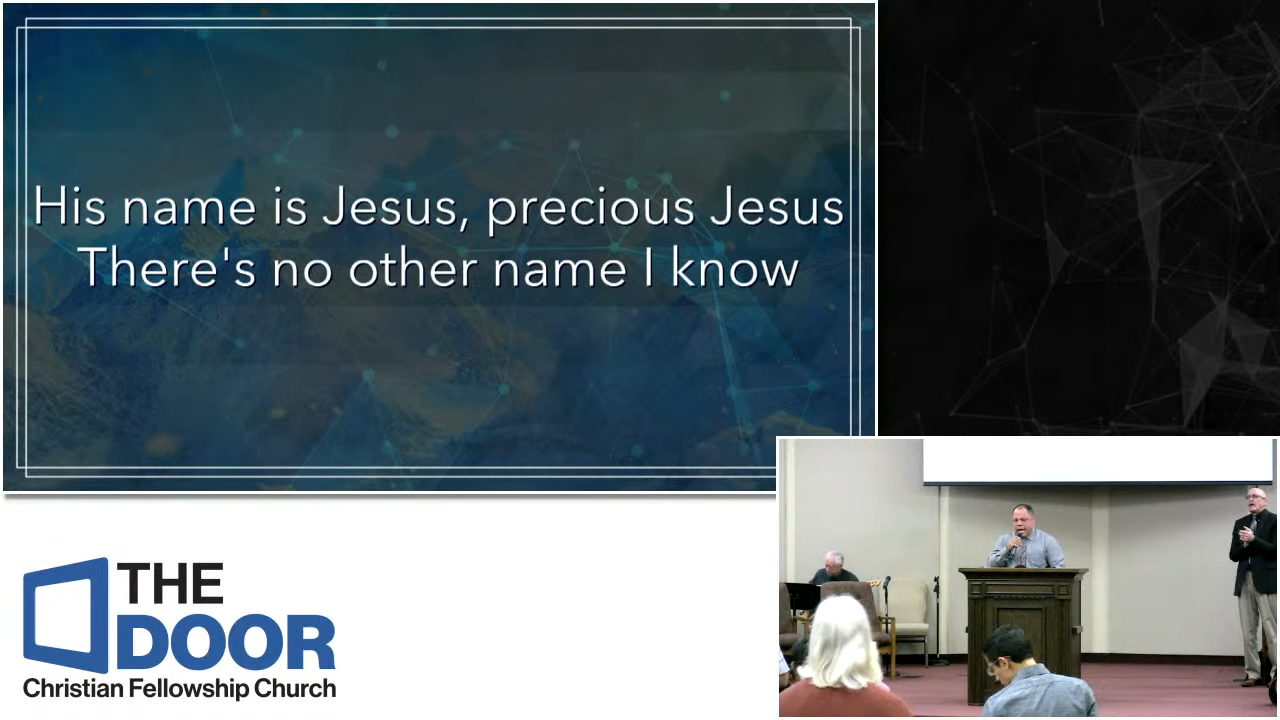 His name is Jesus, precious Jesus
There's no other name I know
THE
DOOR
Christian Fellowship Church